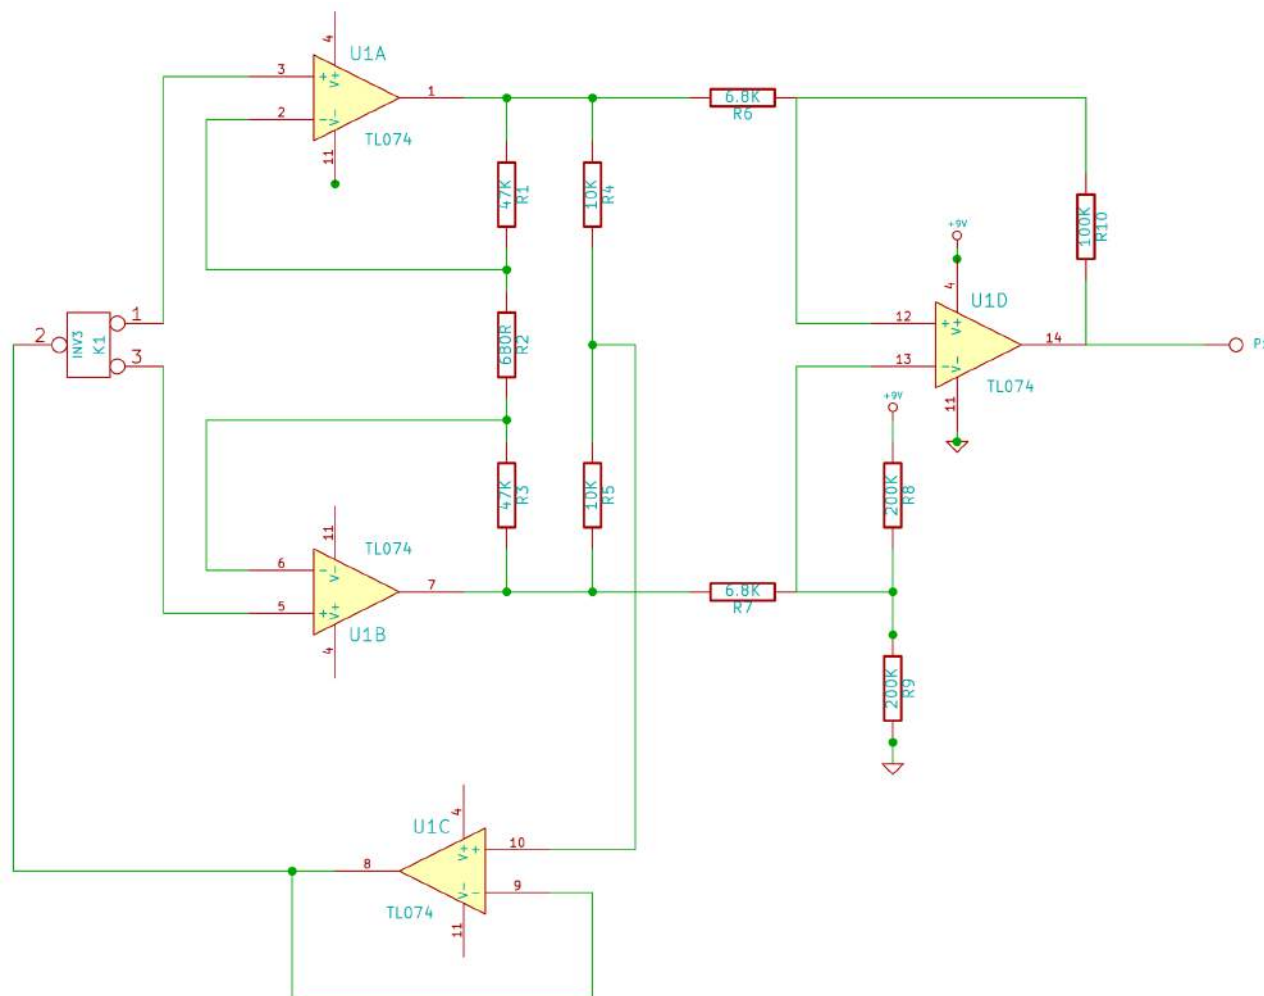 4
U1A
3
+
V+
1
6.8K
R6
2
-
V-
TL074
11
47K
R1
10K
R4
100K
R10
+9V
4
U1D
1
2
INV3
K1
3
680R
R2
12
+
V+
14
13
-
V-
TL074
11
+9V
47K
R3
10K
R5
200K
R8
11
TL074
6
-
V-
7
5
+
V+
U1B
4
6.8K
R7
200K
R9
4
U1C
V+
+
10
8
V-
-
9
TL074
11